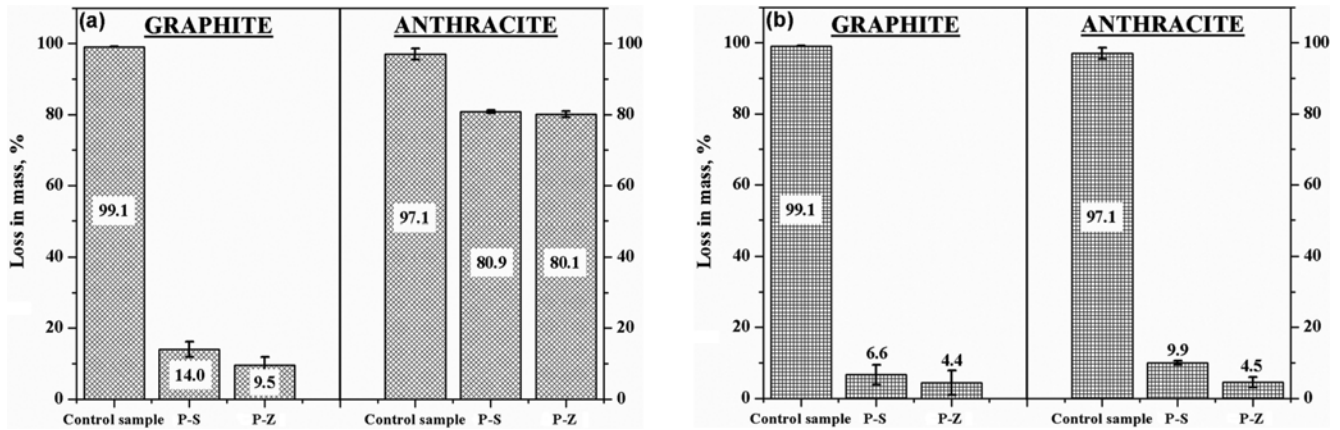 (a)
GRAPHITE ANTHRACITE
Loss in mass, %
100 100
80 80
60 60
40 40
20 20
0 0
99.1 14.0 9.5 97.1 80.9 80.1
Control sample P-S P-Z Control sample P-S P-Z
(b)
GRAPHITE ANTHRACITE
Loss in mass, %
100 100
80 80
60 60
40 40
20 20
0 0
99.1 6.6 4.4 97.1 9.9 4.5
Control sample P-S P-Z Control sample P-S P-Z